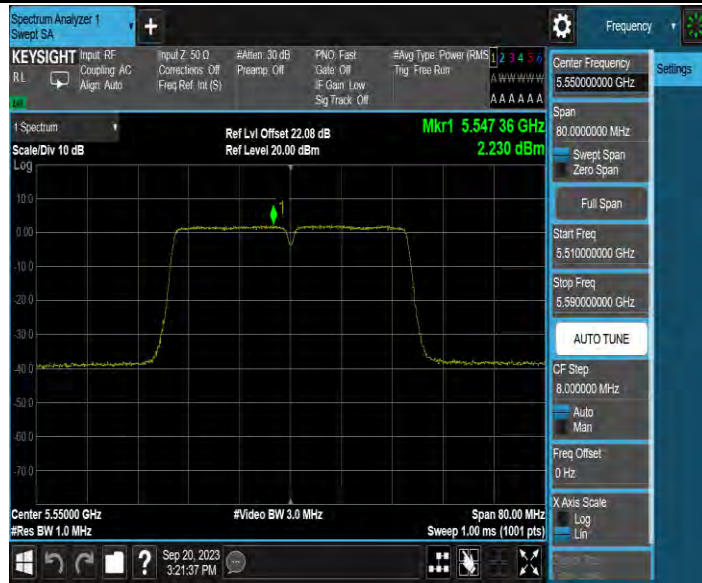 Spectrum Analyzer 1
Swept SA
Frequency
KEYSIGHT
RL
Input: RF
Coupling: AC
Align: Auto
Input Z: 50 Ω
Corrections: Off
Freq Ref: Int (S)
#Atten: 30 dB
Preamp: Off
PNO: Fast
Gate: Off
IF Gain: Low
Sig Track: Off
#Avg Type: Power (RMS
Trig: Free Run
1 2 3 4 5 6
A W W W W W
A A A A A A
Center Frequency
5.550000000 GHz
Settings
Span
80.0000000 MHz
Swept Span
Zero Span
Full Span
Start Freq
5.510000000 GHz
Stop Freq
5.590000000 GHz
AUTO TUNE
CF Step
8.000000 MHz
Auto
Man
Freq Offset
0 Hz
X Axis Scale
Log
Lin
1 Spectrum
Scale/Div 10 dB
Log
Ref Lvl Offset 22.08 dB
Ref Level 20.00 dBm
Mkr1 5.547 36 GHz
2.230 dBm
1
10.0
0.00
-10.0
-20.0
-30.0
-40.0
-50.0
-60.0
-70.0
Center 5.55000 GHz
#Res BW 1.0 MHz
#Video BW 3.0 MHz
Span 80.00 MHz
Sweep 1.00 ms (1001 pts)
?
Sep 20, 2023
3:21:37 PM